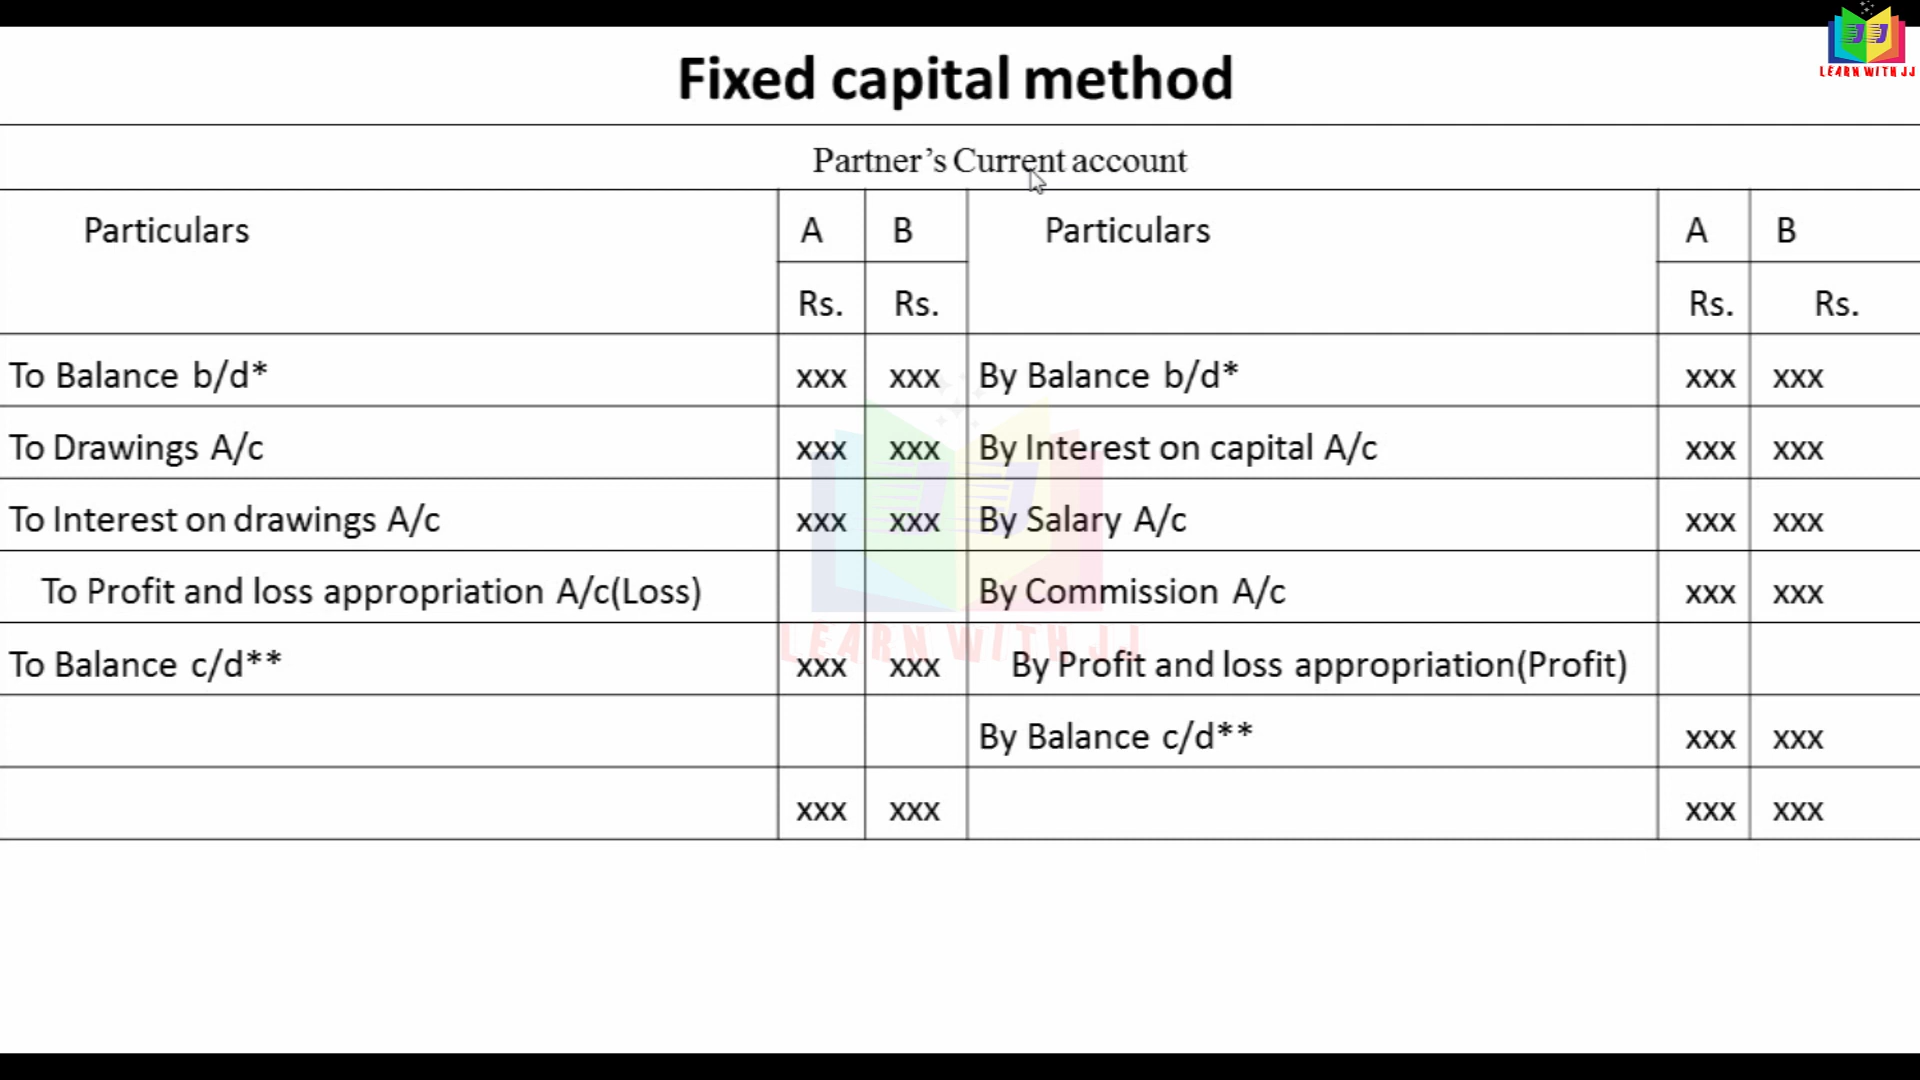 LEARN WITH JJ
Fixed capital method
Partner's Current account
Particulars A B Particulars A B
Rs. Rs. Rs. Rs.
To Balance b/d* xxx xxx By Balance b/d* xxx xxx
To Drawings A/c xxx xxx By Interest on capital A/c xxx xxx
To Interest on drawings A/c xxx xxx By Salary A/c xxx xxx
To Profit and loss appropriation A/c(Loss) By Commission A/c xxx xxx
LEARN WITH JJ
To Balance c/d** xxx xxx By Profit and loss appropriation(Profit)
By Balance c/d** xxx xxx
xxx xxx xxx xxx